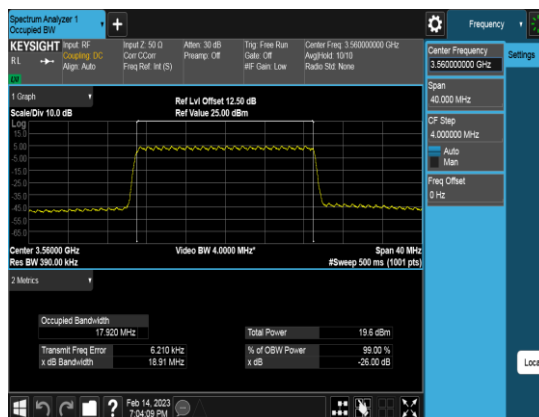 Spectrum Analyzer 1
Occupied BW
+
Frequency
KEYSIGHT
Input: RF
Input Z: 50 Ω
Atten: 30 dB
Trig: Free Run
Center Freq: 3.560000000 GHz
RL
Coupling: DC
Corr CCorr
Preamp: Off
Gate: Off
Avg|Hold: 10/10
Align: Auto
Freq Ref: Int (S)
#IF Gain: Low
Radio Std: None
Center Frequency
3.560000000 GHz
Settings
Span
40.000 MHz
CF Step
4.000000 MHz
Auto
Man
Freq Offset
0 Hz
1 Graph
Scale/Div 10.0 dB
Ref Lvl Offset 12.50 dB
Ref Value 25.00 dBm
Log
15.0
5.00
-5.00
-15.0
-25.0
-35.0
-45.0
-55.0
-65.0
Center 3.56000 GHz
Video BW 4.0000 MHz*
Span 40 MHz
Res BW 390.00 kHz
#Sweep 500 ms (1001 pts)
2 Metrics
Occupied Bandwidth
17.920 MHz
Total Power
19.6 dBm
Transmit Freq Error
6.210 kHz
% of OBW Power
99.00 %
x dB Bandwidth
18.91 MHz
x dB
-26.00 dB
Loca
?
Feb 14, 2023
7:04:09 PM